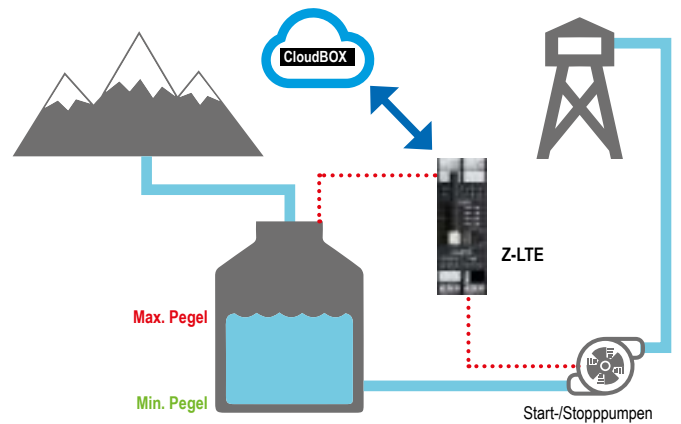 CloudBOX
Z-LTE
Max. Pegel
Min. Pegel
Start-/Stopppumpen